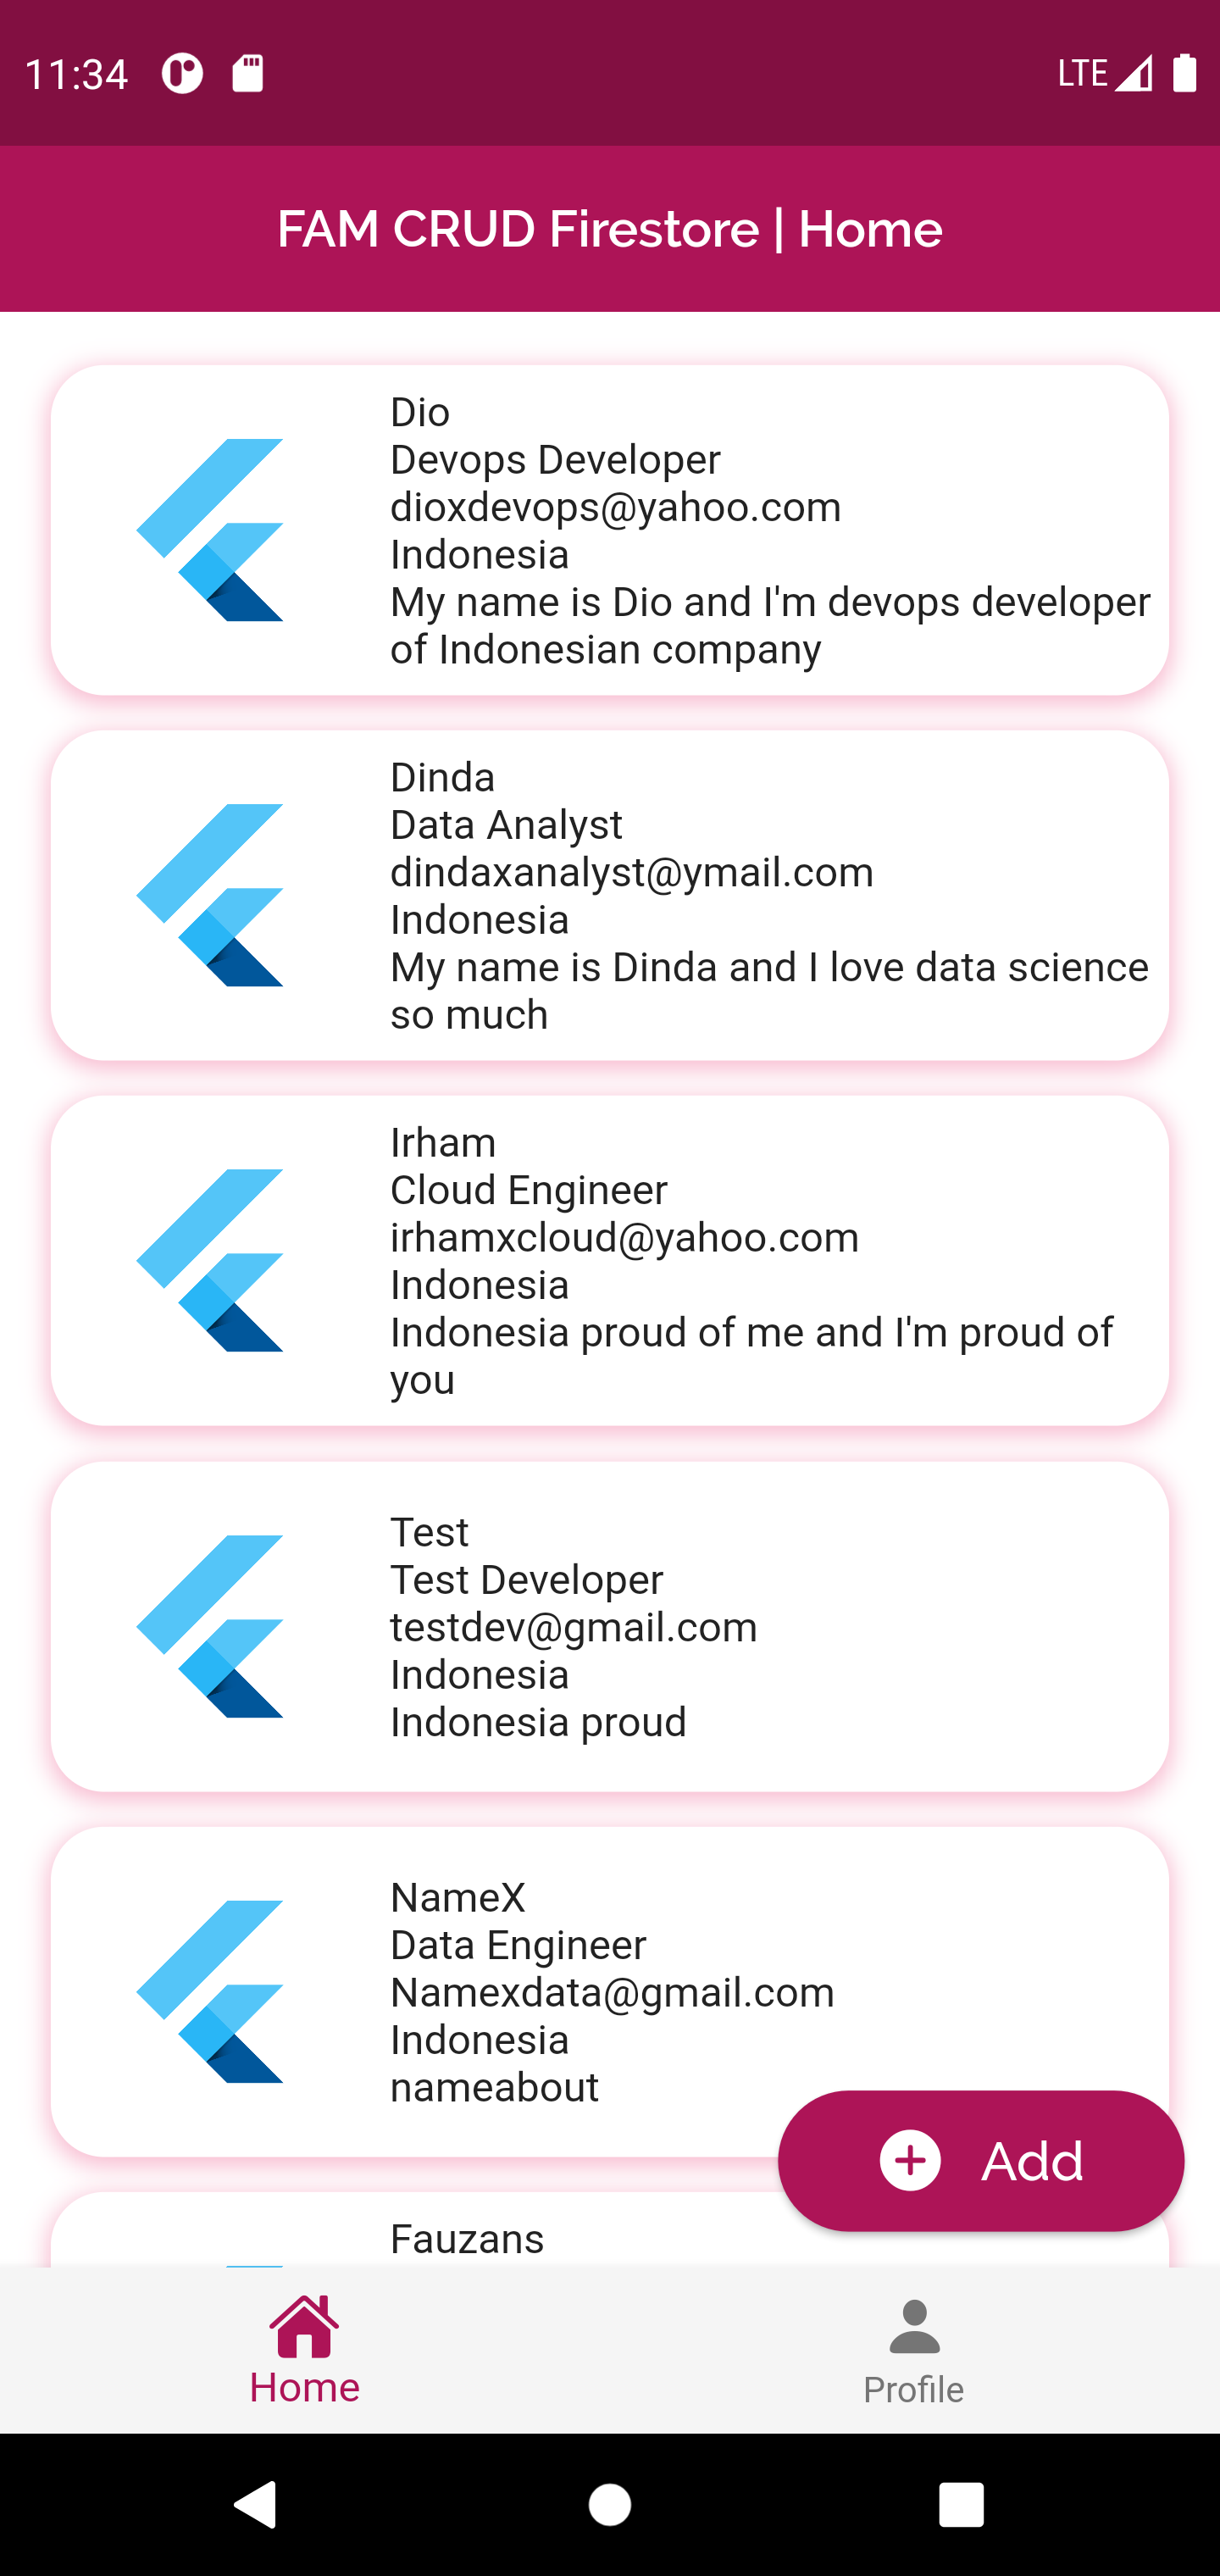 11:34
LTE
FAM CRUD Firestore | Home
Dio
Devops Developer
dioxdevops@yahoo.com
Indonesia
My name is Dio and I'm devops developer
of Indonesian company
Dinda
Data Analyst
dindaxanalyst@ymail.com
Indonesia
My name is Dinda and I love data science
so much
Irham
Cloud Engineer
irhamxcloud@yahoo.com
Indonesia
Indonesia proud of me and I'm proud of
you
Test
Test Developer
testdev@gmail.com
Indonesia
Indonesia proud
NameX
Data Engineer
Namexdata@gmail.com
Indonesia
nameabout
Add
Fauzans
Home
Profile